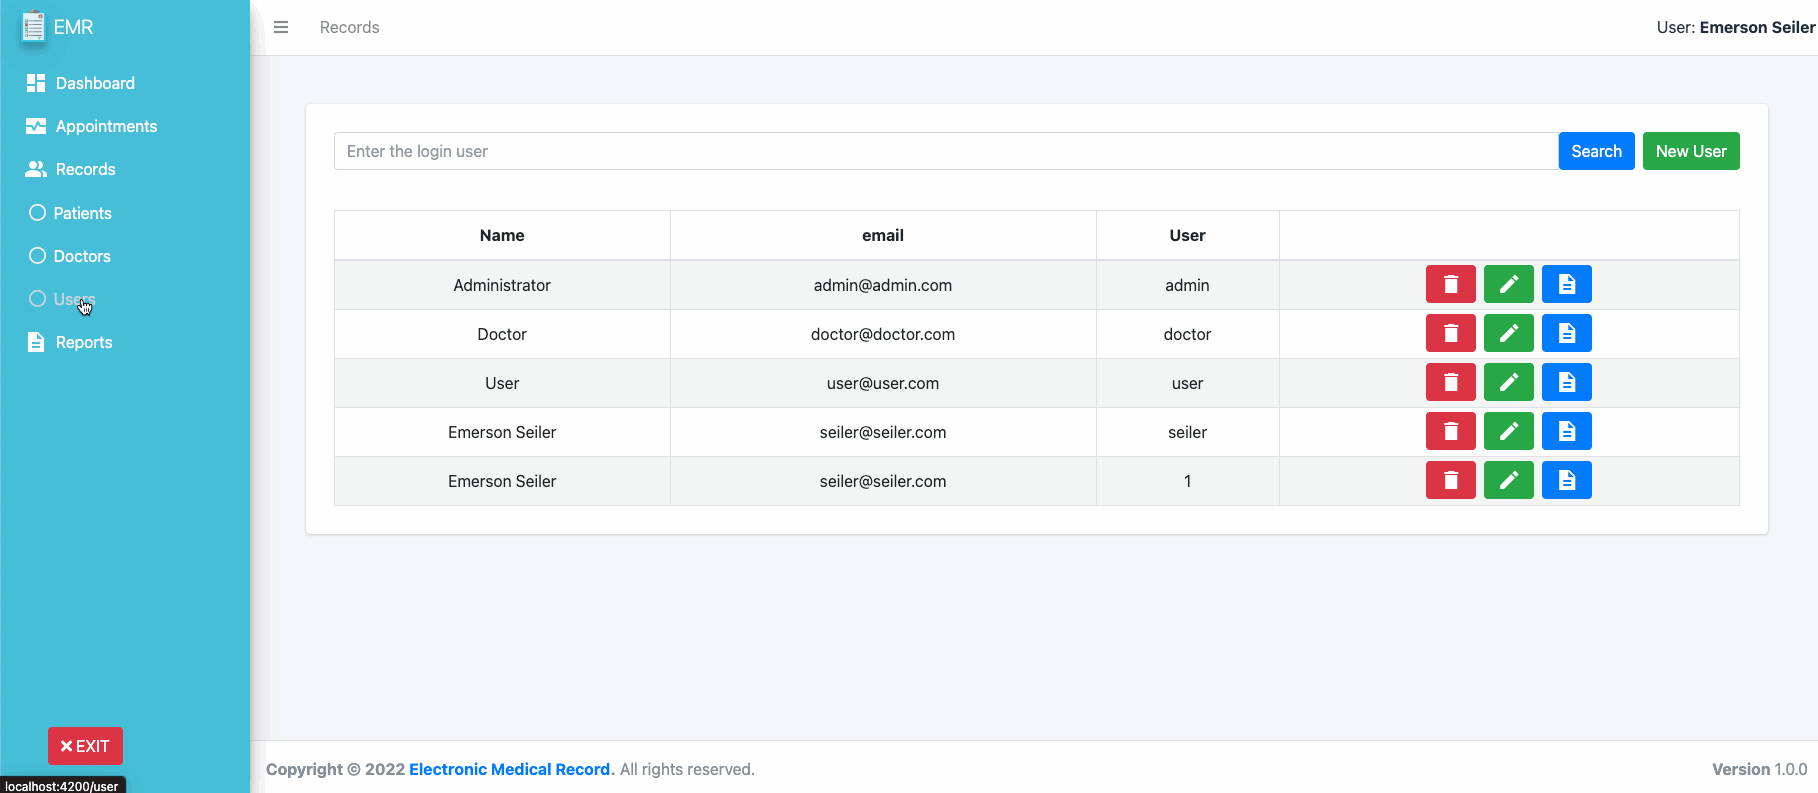 EMR
Records
User: Emerson Seiler
Dashboard
Appointments
Records
Patients
Doctors
Users
Reports
Enter the login user
Search
New User
Name email User
Administrator admin@admin.com admin
Doctor doctor@doctor.com doctor
User user@user.com user
Emerson Seiler seiler@seiler.com seiler
Emerson Seiler seiler@seiler.com 1
EXIT
Copyright © 2022 Electronic Medical Record. All rights reserved.
Version 1.0.0
localhost:4200/user